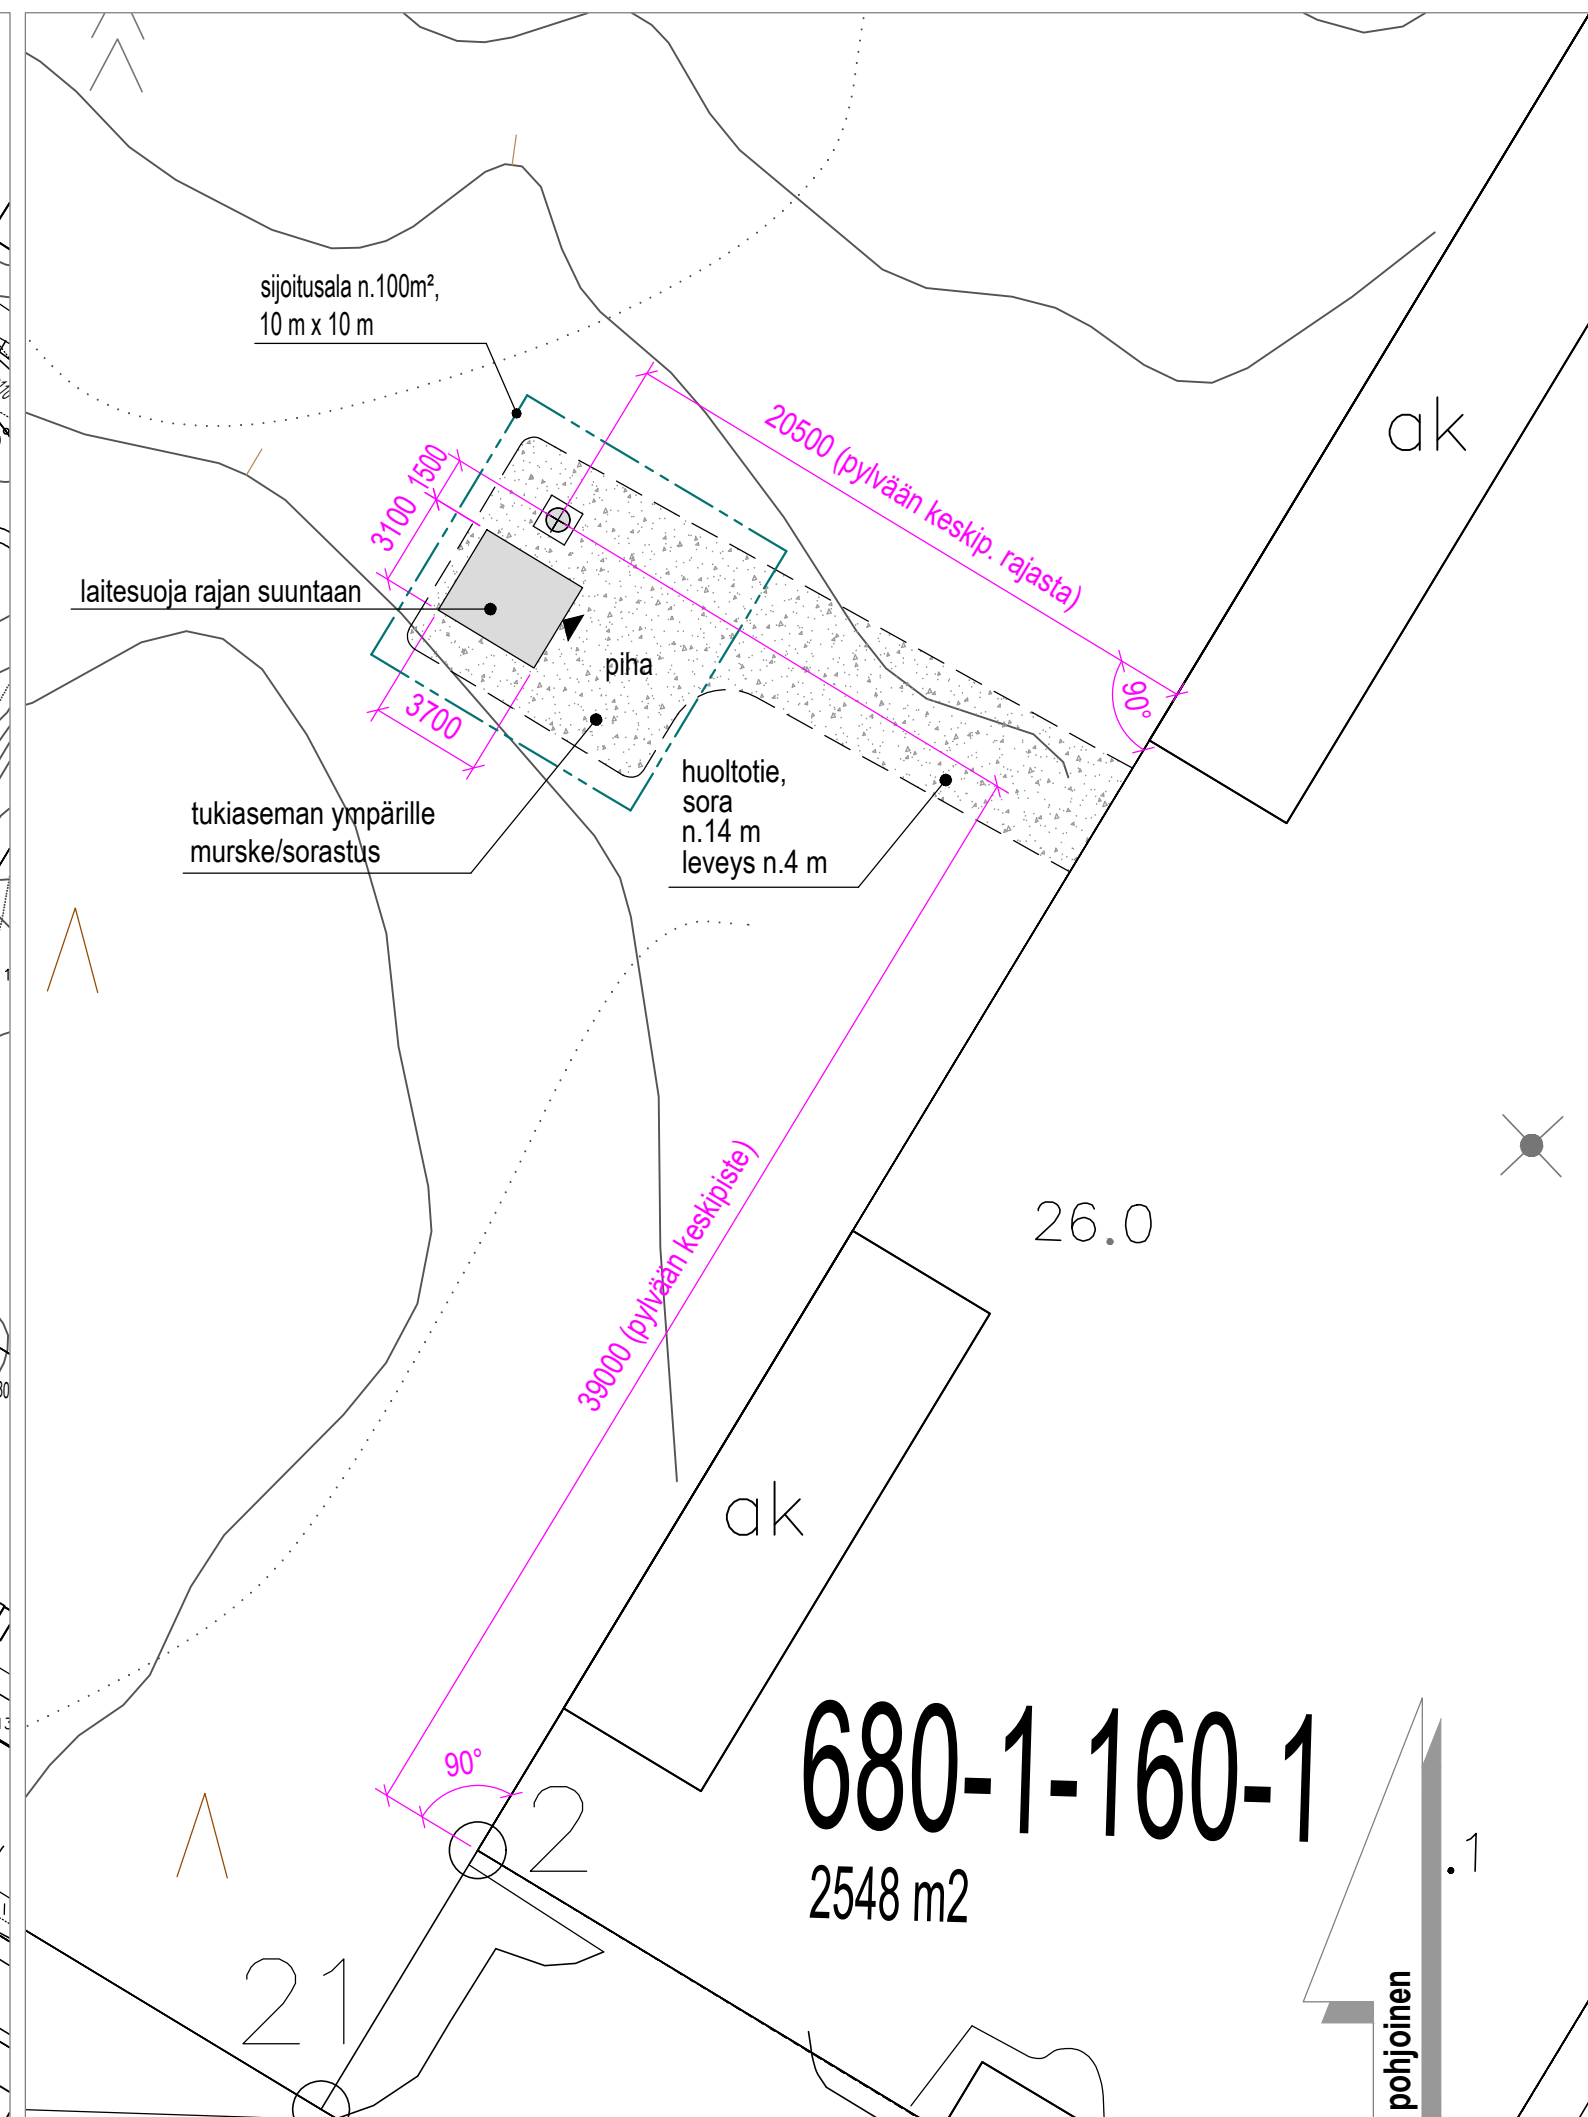 sijoitusala n.100m²,
10 m x 10 m
20500 (pylvään keskip. rajasta)
ak
1500
3100
laitesuoja rajan suuntaan
piha
90°
3700
huoltotie,
sora
n.14 m
leveys n.4 m
tukiaseman ympärille
murske/sorastus
39000 (pylvään keskipiste)
26.0
ak
680-1-160-1
2548 m2
90°
2
.1
21
pohjoinen